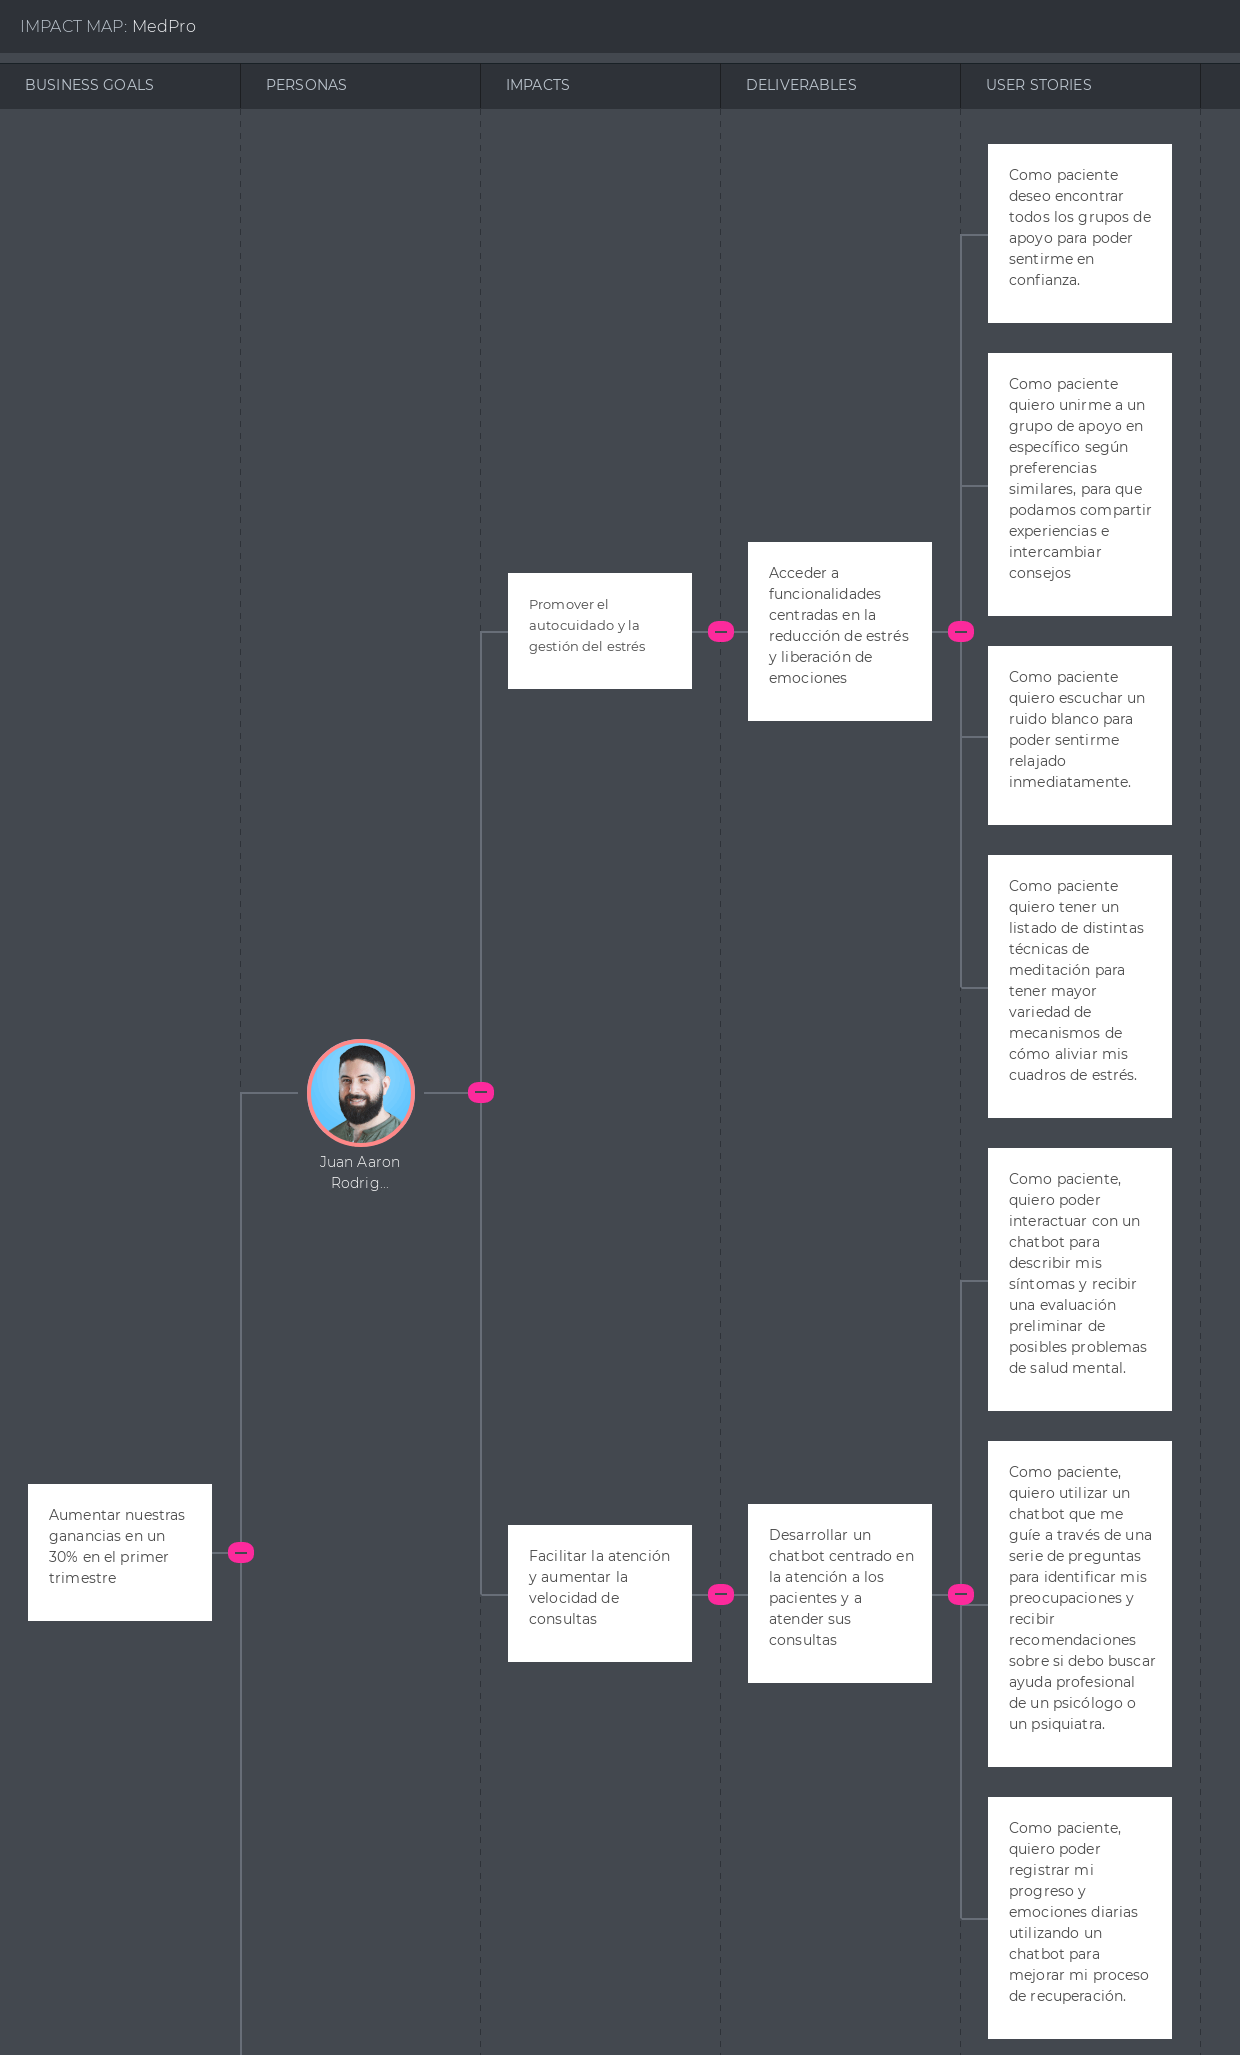 IMPACT MAP: MedPro
BUSINESS GOALS
PERSONAS
IMPACTS
DELIVERABLES
USER STORIES
Aumentar nuestras
ganancias en un
30% en el primer
trimestre
Juan Aaron
Rodrig...
Promover el
autocuidado y la
gestión del estrés
Acceder a
funcionalidades
centradas en la
reducción de estrés
y liberación de
emociones
Como paciente
deseo encontrar
todos los grupos de
apoyo para poder
sentirme en
confianza.
Como paciente
quiero unirme a un
grupo de apoyo en
específico según
preferencias
similares, para que
podamos compartir
experiencias e
intercambiar
consejos
Como paciente
quiero escuchar un
ruido blanco para
poder sentirme
relajado
inmediatamente.
Como paciente
quiero tener un
listado de distintas
técnicas de
meditación para
tener mayor
variedad de
mecanismos de
cómo aliviar mis
cuadros de estrés.
Facilitar la atención
y aumentar la
velocidad de
consultas
Desarrollar un
chatbot centrado en
la atención a los
pacientes y a
atender sus
consultas
Como paciente,
quiero poder
interactuar con un
chatbot para
describir mis
síntomas y recibir
una evaluación
preliminar de
posibles problemas
de salud mental.
Como paciente,
quiero utilizar un
chatbot que me
guíe a través de una
serie de preguntas
para identificar mis
preocupaciones y
recibir
recomendaciones
sobre si debo buscar
ayuda profesional
de un psicólogo o
un psiquiatra.
Como paciente,
quiero poder
registrar mi
progreso y
emociones diarias
utilizando un
chatbot para
mejorar mi proceso
de recuperación.